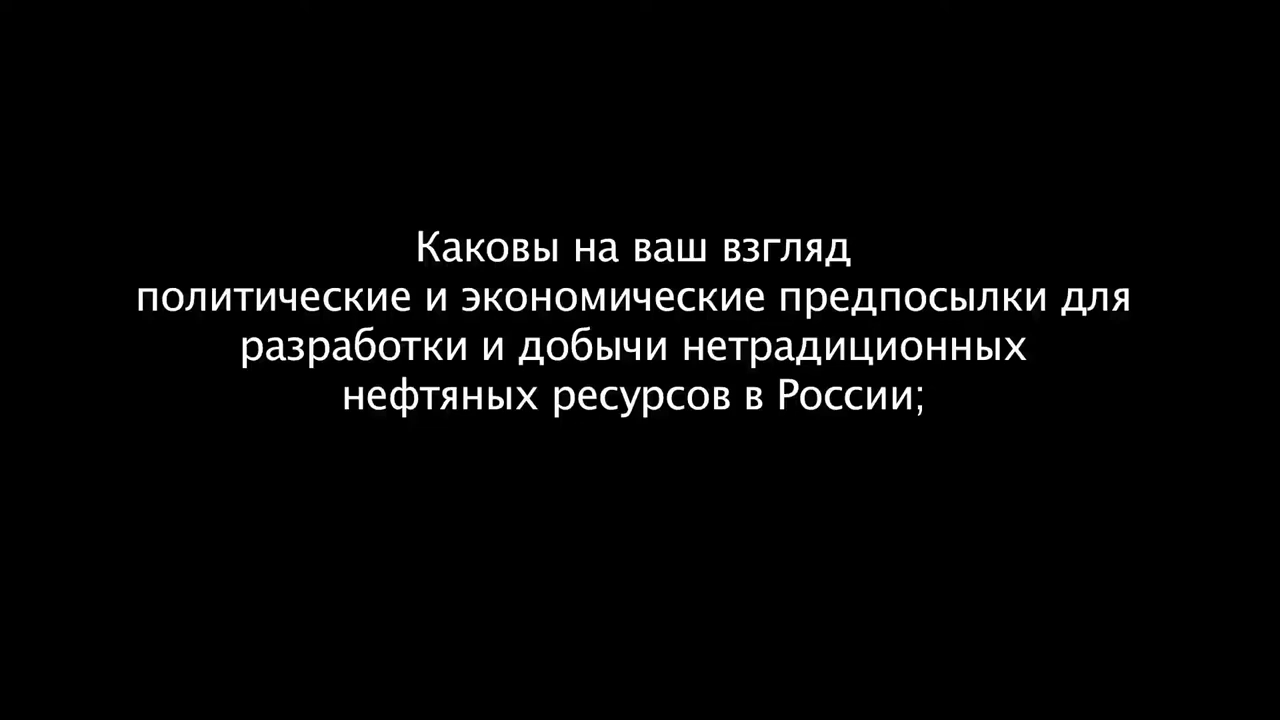 Каковы на ваш взгляд
политические и экономические предпосылки для
разработки и добычи нетрадиционных
нефтяных ресурсов в России;